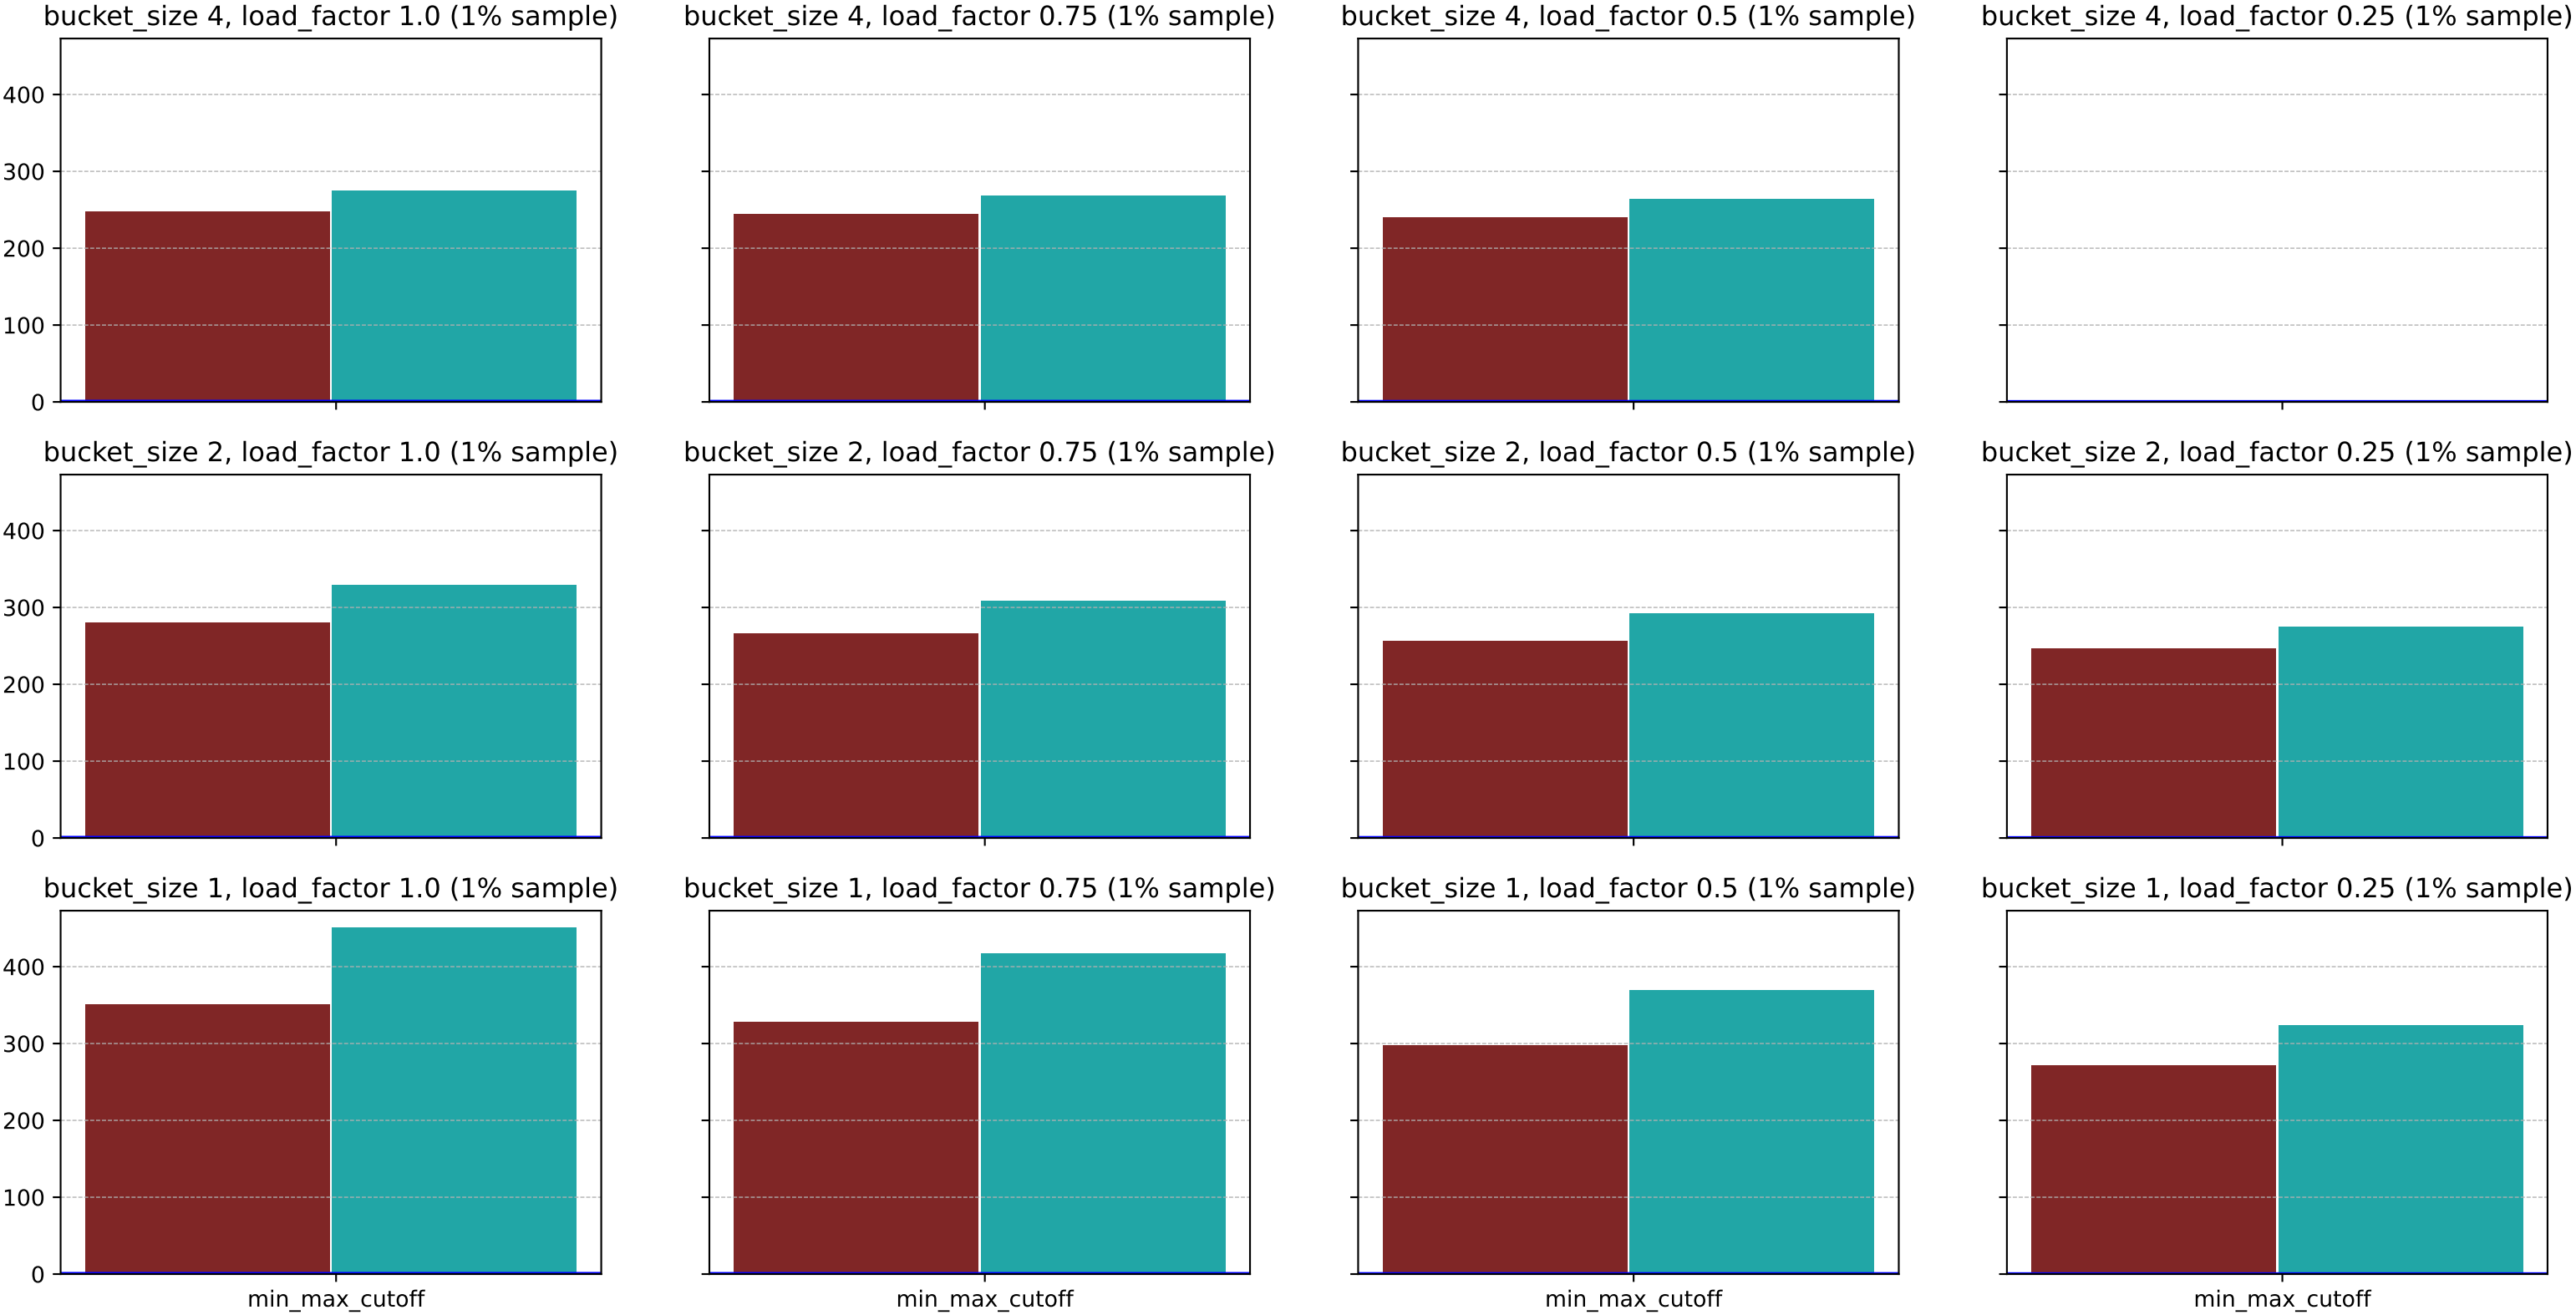 bucket_size 4, load_factor 1.0 (1% sample)
bucket_size 4, load_factor 0.75 (1% sample)
bucket_size 4, load_factor 0.5 (1% sample)
bucket_size 4, load_factor 0.25 (1% sample)
400
300
200
100
0
bucket_size 2, load_factor 1.0 (1% sample)
bucket_size 2, load_factor 0.75 (1% sample)
bucket_size 2, load_factor 0.5 (1% sample)
bucket_size 2, load_factor 0.25 (1% sample)
400
300
200
100
0
bucket_size 1, load_factor 1.0 (1% sample)
bucket_size 1, load_factor 0.75 (1% sample)
bucket_size 1, load_factor 0.5 (1% sample)
bucket_size 1, load_factor 0.25 (1% sample)
400
300
200
100
0
min_max_cutoff
min_max_cutoff
min_max_cutoff
min_max_cutoff